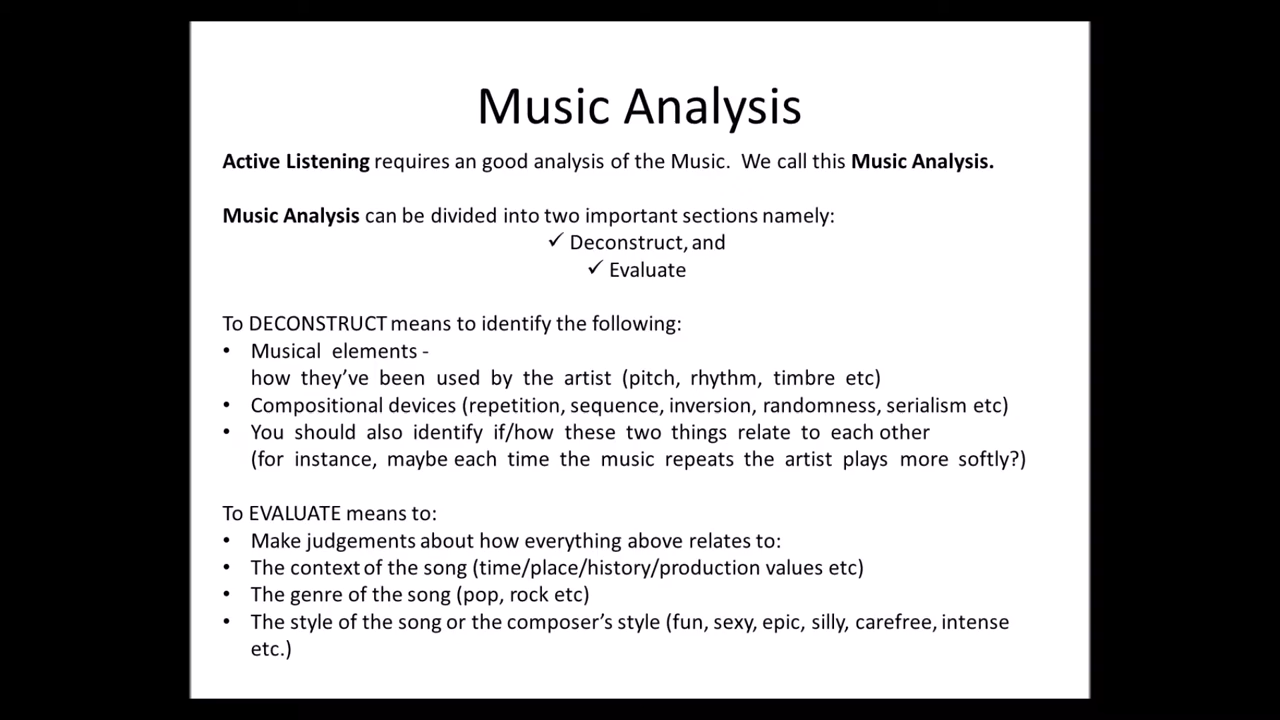 Music Analysis
Active Listening requires an good analysis of the Music. We call this Music Analysis.
Music Analysis can be divided into two important sections namely:
✓ Deconstruct, and
✓ Evaluate
To DECONSTRUCT means to identify the following:
• Musical elements -
how they've been used by the artist (pitch, rhythm, timbre etc)
• Compositional devices (repetition, sequence, inversion, randomness, serialism etc)
• You should also identify if/how these two things relate to each other
(for instance, maybe each time the music repeats the artist plays more softly?)
To EVALUATE means to:
• Make judgements about how everything above relates to:
• The context of the song (time/place/history/production values etc)
• The genre of the song (pop, rock etc)
• The style of the song or the composer's style (fun, sexy, epic, silly, carefree, intense
etc.)